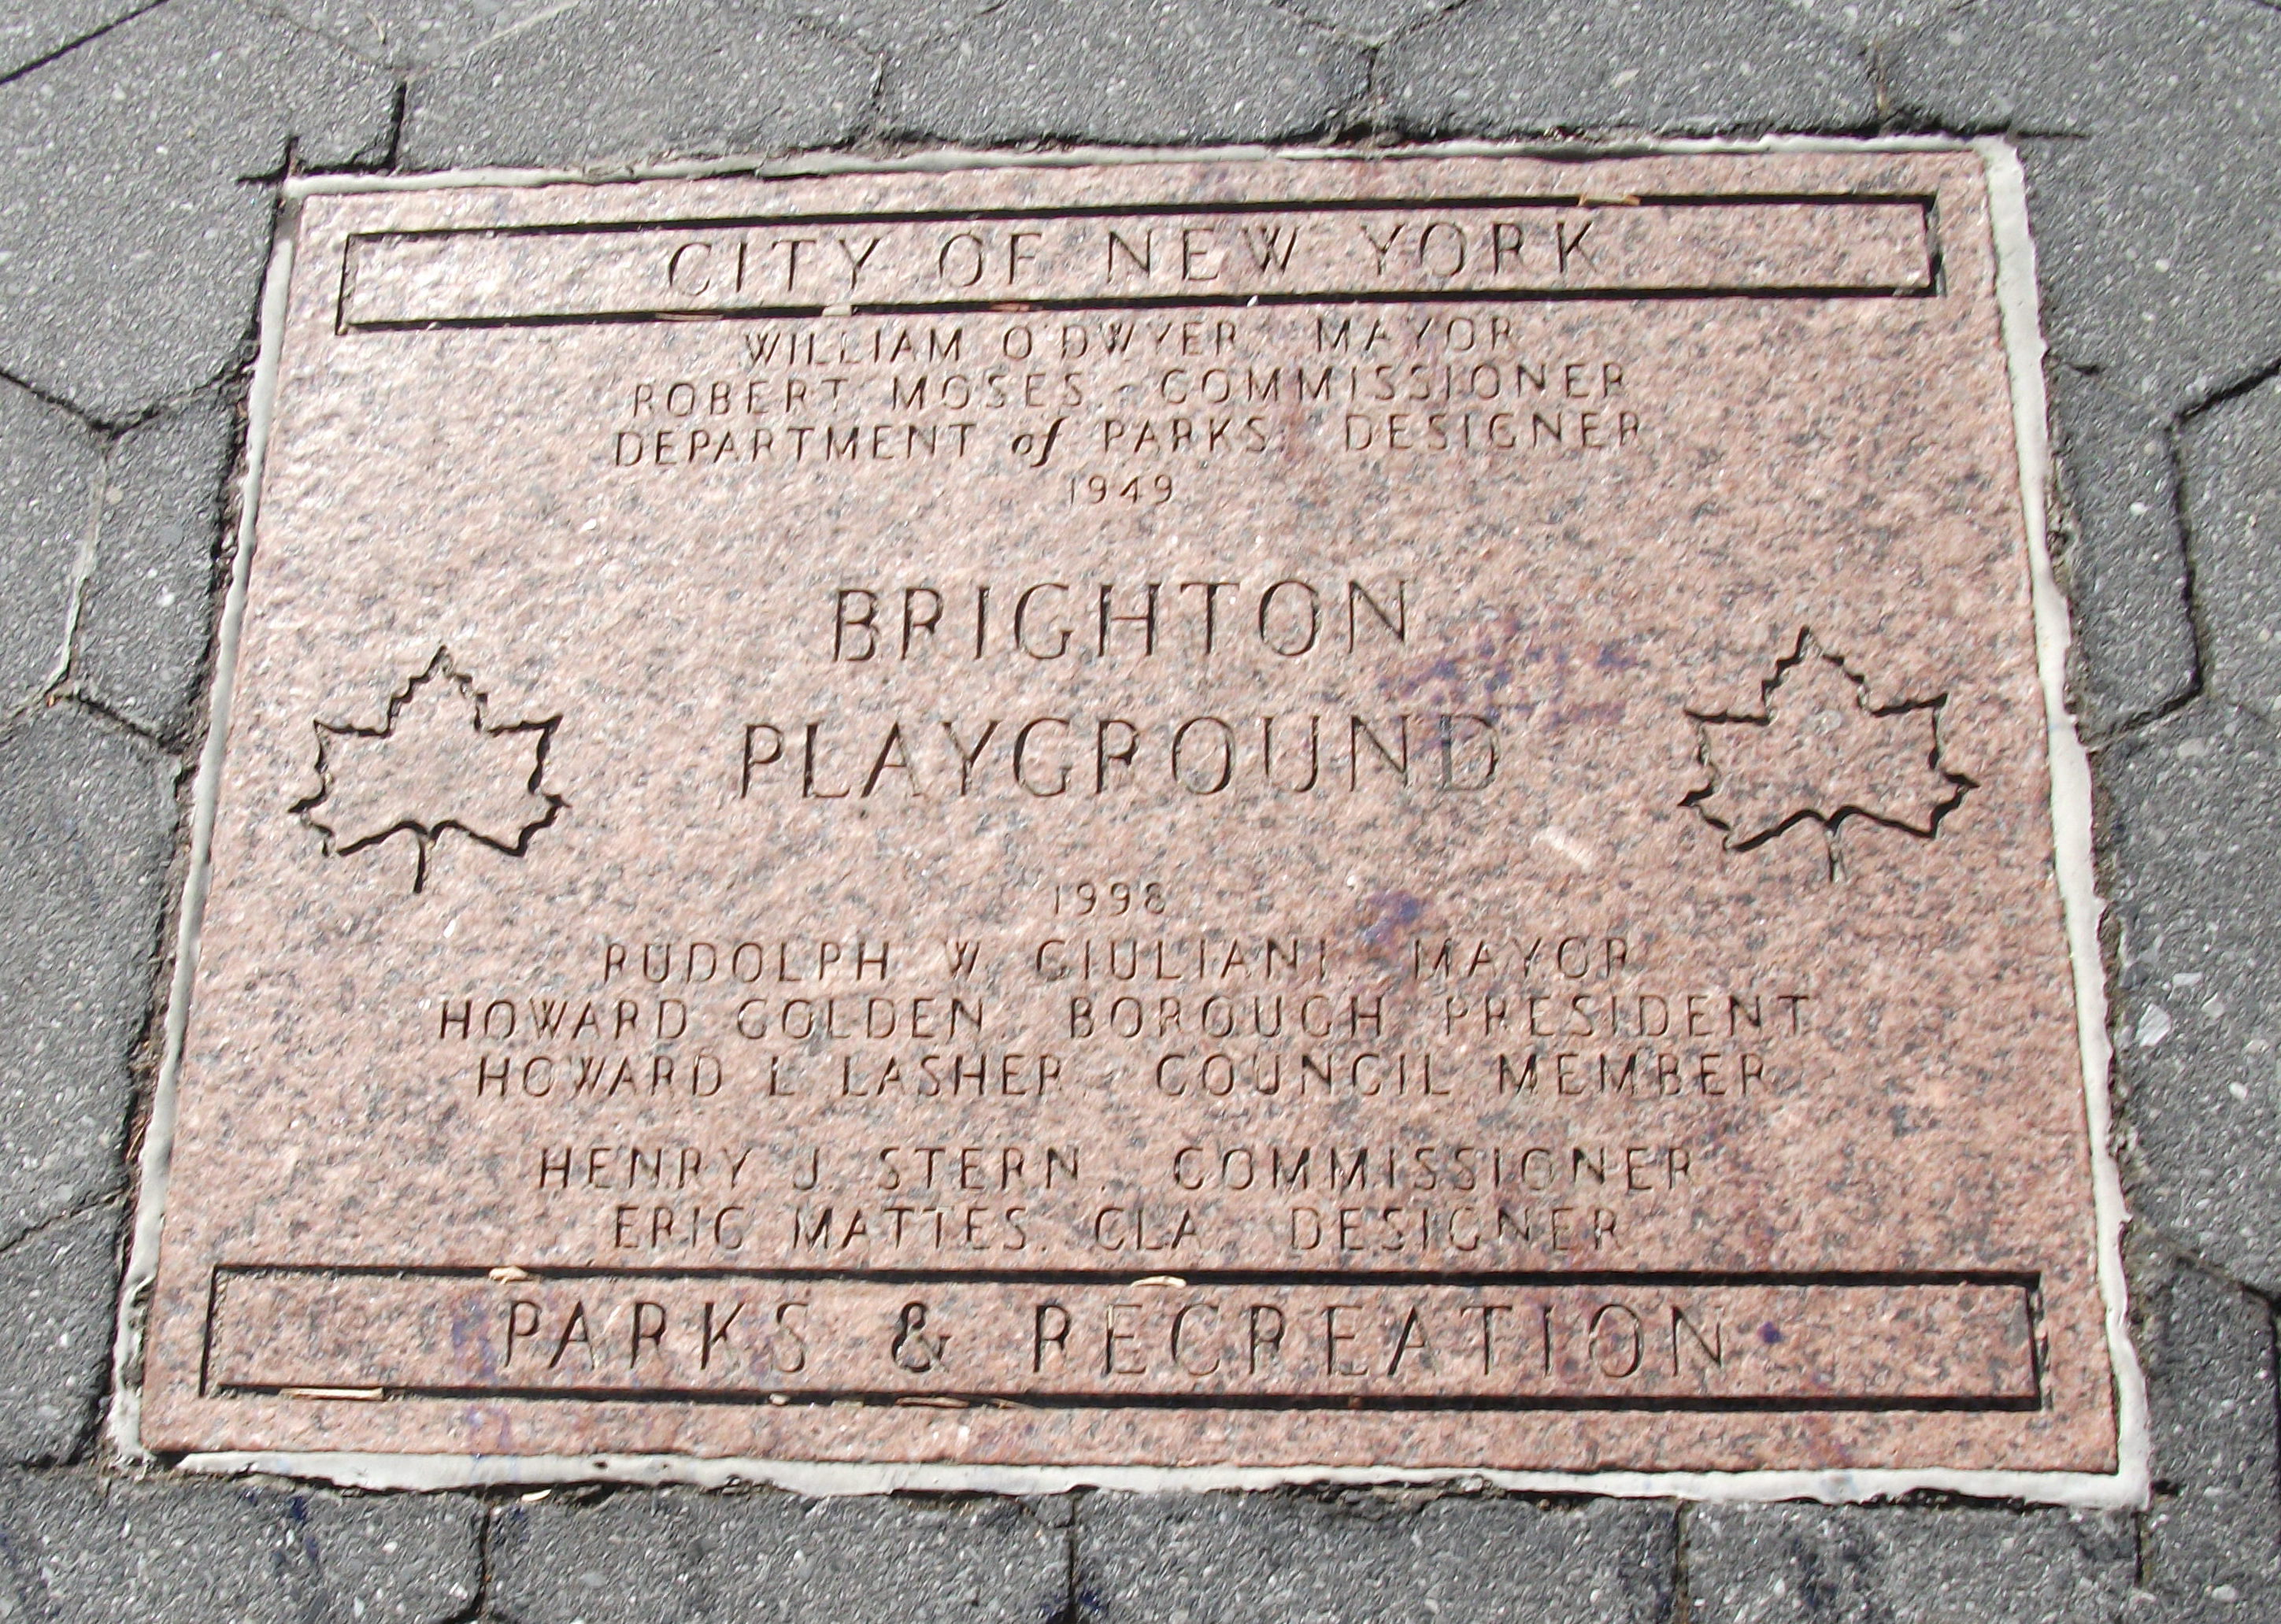 CITY OF NEW YORK
WILLIAM O'DWYER, MAYOR
ROBERT MOSES, COMMISSIONER
DEPARTMENT of PARKS, DESIGNER
1949
BRIGHTON
PLAYGROUND
1998
RUDOLPH W. GIULIANI, MAYOR
HOWARD GOLDEN, BOROUGH PRESIDENT
HOWARD L. LASHER, COUNCIL MEMBER
HENRY J. STERN, COMMISSIONER
ERIC MATTES, CLA, DESIGNER
PARKS & RECREATION